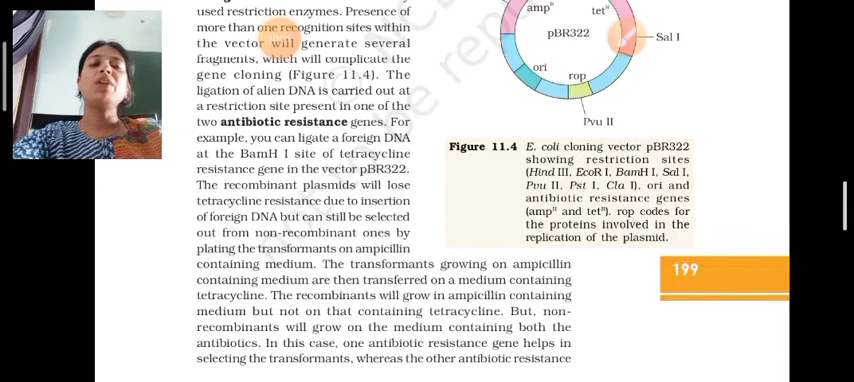 used restriction enzymes. Presence of
more than one recognition sites within
the vector will generate several
fragments, which will complicate the
gene cloning (Figure 11.4). The
ligation of alien DNA is carried out at
a restriction site present in one of the
two antibiotic resistance genes. For
example, you can ligate a foreign DNA
at the BamH I site of tetracycline
resistance gene in the vector pBR322.
The recombinant plasmids will lose
tetracycline resistance due to insertion
of foreign DNA but can still be selected
out from non-recombinant ones by
plating the transformants on ampicillin
containing medium. The transformants growing on ampicillin
containing medium are then transferred on a medium containing
tetracycline. The recombinants will grow in ampicillin containing
medium but not on that containing tetracycline. But, non-
recombinants will grow on the medium containing both the
antibiotics. In this case, one antibiotic resistance gene helps in
selecting the transformants, whereas the other antibiotic resistance
ampᴿ
tetᴿ
pBR322
Sal I
ori
rop
Pvu II
Figure 11.4 E. coli cloning vector pBR322
showing restriction sites
(Hind III, EcoR I, BamH I, Sal I,
Pvu II, Pst I, Cla I), ori and
antibiotic resistance genes
(ampᴿ and tetᴿ). rop codes for
the proteins involved in the
replication of the plasmid.
199